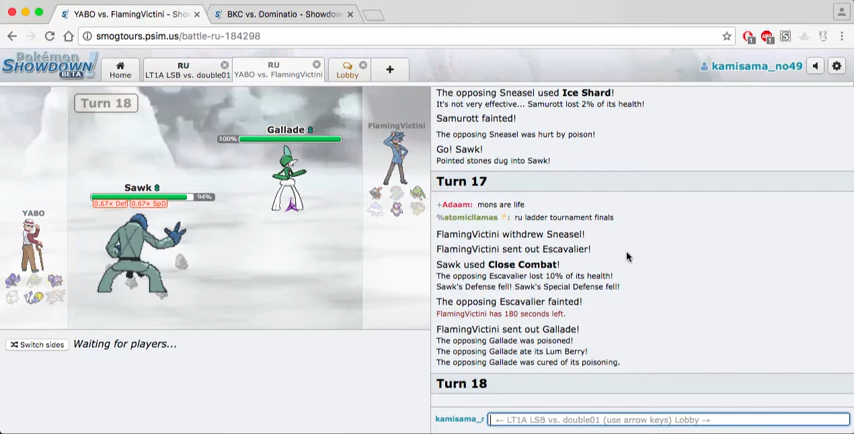 YABO vs. FlamingVictini - Sho
BKC vs. Dominatio - Showdow
smogtours.psim.us/battle-ru-184298
Pokémon
SHOWDOWN
BETA
Home
RU
LT1A LSB vs. double01
RU
YABO vs. FlamingVictini
Lobby
+
kamisama_no49
Turn 18
Gallade
100%
FlamingVictini
Sawk
94%
0.67× Def
0.67× SpD
YABO
Switch sides
Waiting for players...
The opposing Sneasel used Ice Shard!
It's not very effective... Samurott lost 2% of its health!
Samurott fainted!
The opposing Sneasel was hurt by poison!
Go! Sawk!
Pointed stones dug into Sawk!
Turn 17
+Adaam: mons are life
%atomicllamas ⚡: ru ladder tournament finals
FlamingVictini withdrew Sneasel!
FlamingVictini sent out Escavalier!
Sawk used Close Combat!
The opposing Escavalier lost 10% of its health!
Sawk's Defense fell! Sawk's Special Defense fell!
The opposing Escavalier fainted!
FlamingVictini has 180 seconds left.
FlamingVictini sent out Gallade!
The opposing Gallade was poisoned!
The opposing Gallade ate its Lum Berry!
The opposing Gallade was cured of its poisoning.
Turn 18
kamisama_r
← LT1A LSB vs. double01 (use arrow keys) Lobby →